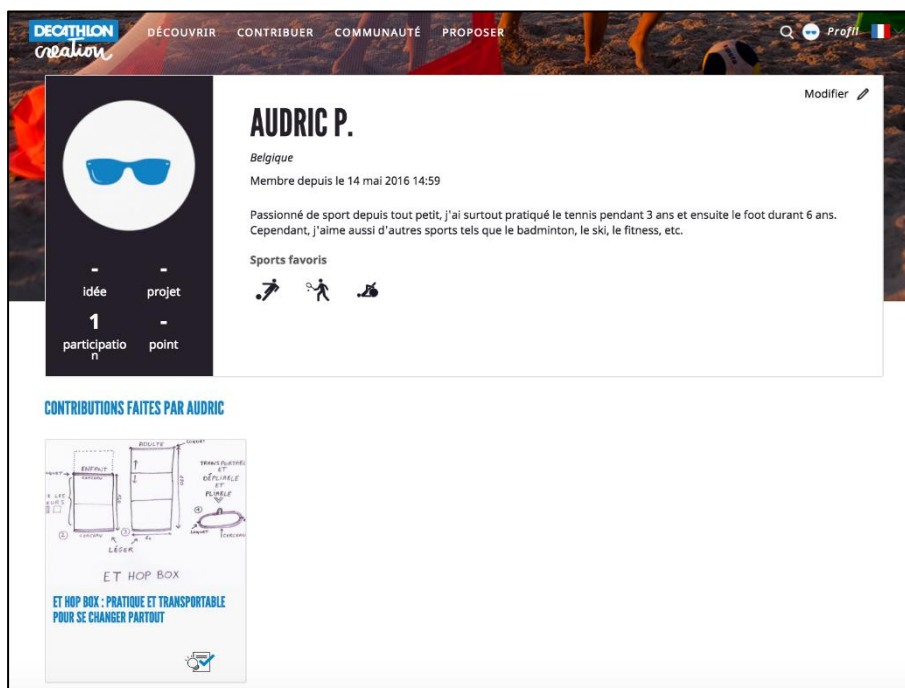 DECATHLON
creation
DÉCOUVRIR CONTRIBUER COMMUNAUTÉ PROPOSER
Profil
Modifier
AUDRIC P.
Belgique
Membre depuis le 14 mai 2016 14:59
Passionné de sport depuis tout petit, j'ai surtout pratiqué le tennis pendant 3 ans et ensuite le foot durant 6 ans.
Cependant, j'aime aussi d'autres sports tels que le badminton, le ski, le fitness, etc.
Sports favoris
- -
idée projet
1 -
participatio
n
point
CONTRIBUTIONS FAITES PAR AUDRIC
ADULTE
ENFANT
CERCEAU
TRANSPORTABLE
ET
DÉPLIABLE
ET
PLIABLE
CERCEAU
LÉGER
ET HOP BOX
ET HOP BOX : PRATIQUE ET TRANSPORTABLE
POUR SE CHANGER PARTOUT